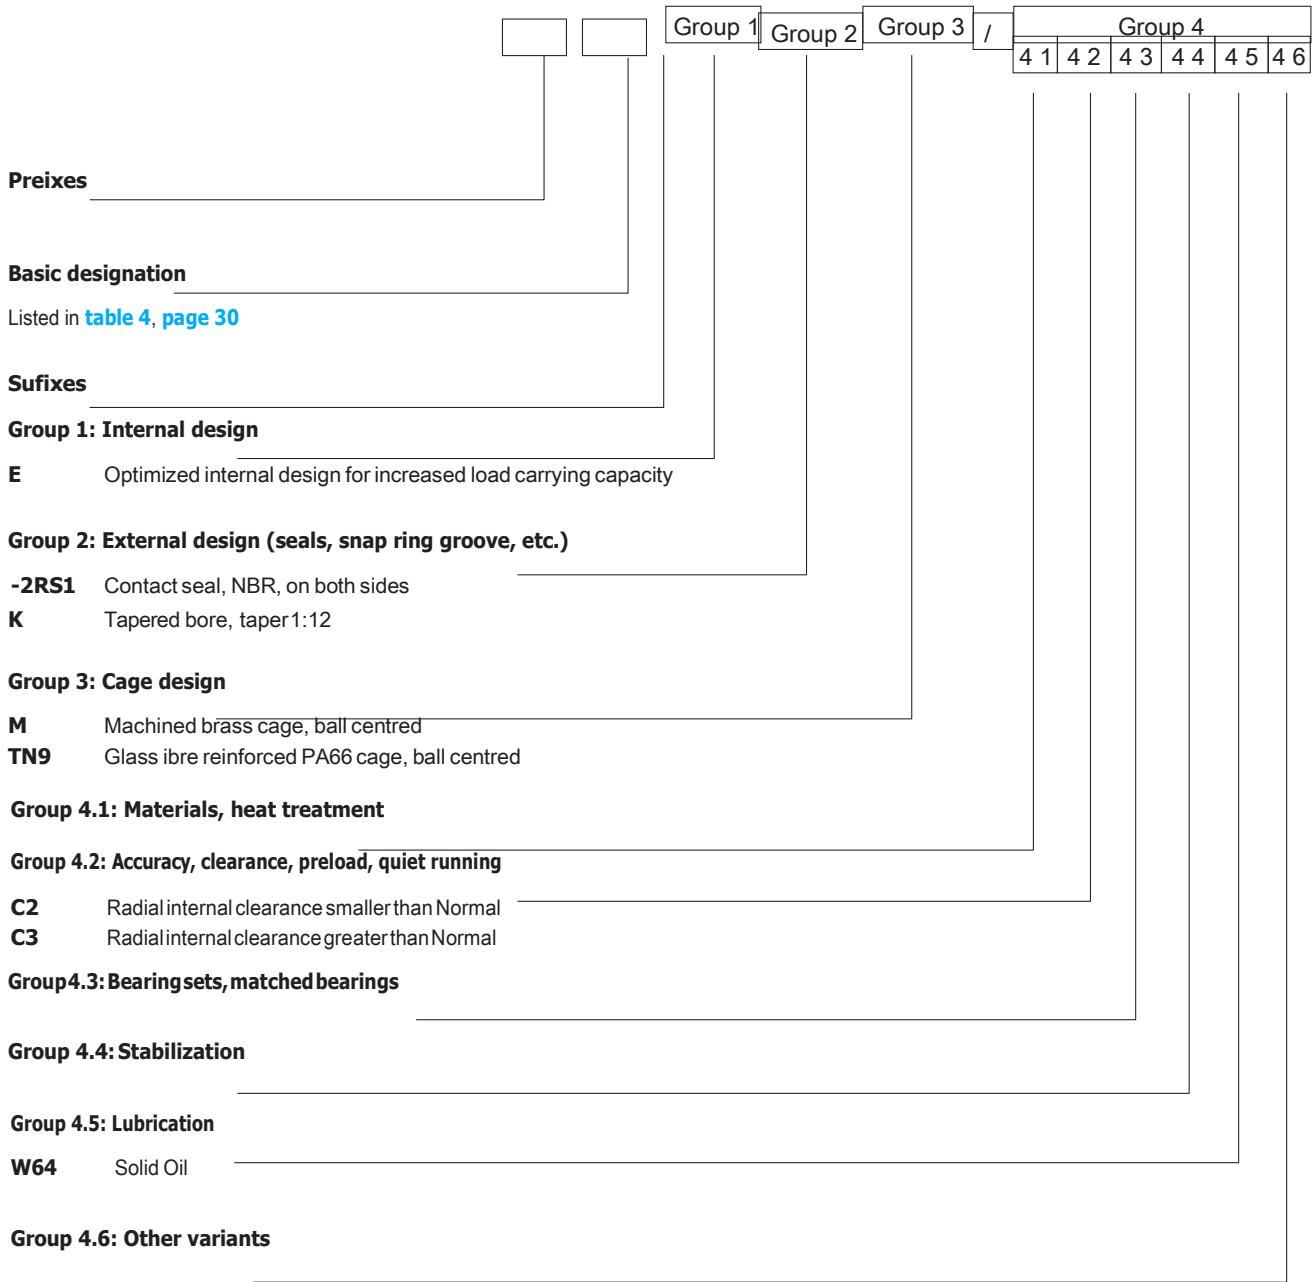 Group 1 Group 2 Group 3 / Group 4
4 1 4 2 4 3 4 4 4 5 4 6
Preixes
Basic designation
Listed in table 4, page 30
Sufixes
Group 1: Internal design
E Optimized internal design for increased load carrying capacity
Group 2: External design (seals, snap ring groove, etc.)
-2RS1 Contact seal, NBR, on both sides
K Tapered bore, taper 1:12
Group 3: Cage design
M Machined brass cage, ball centred
TN9 Glass ibre reinforced PA66 cage, ball centred
Group 4.1: Materials, heat treatment
Group 4.2: Accuracy, clearance, preload, quiet running
C2 Radial internal clearance smaller than Normal
C3 Radial internal clearance greater than Normal
Group 4.3: Bearing sets, matched bearings
Group 4.4: Stabilization
Group 4.5: Lubrication
W64 Solid Oil
Group 4.6: Other variants